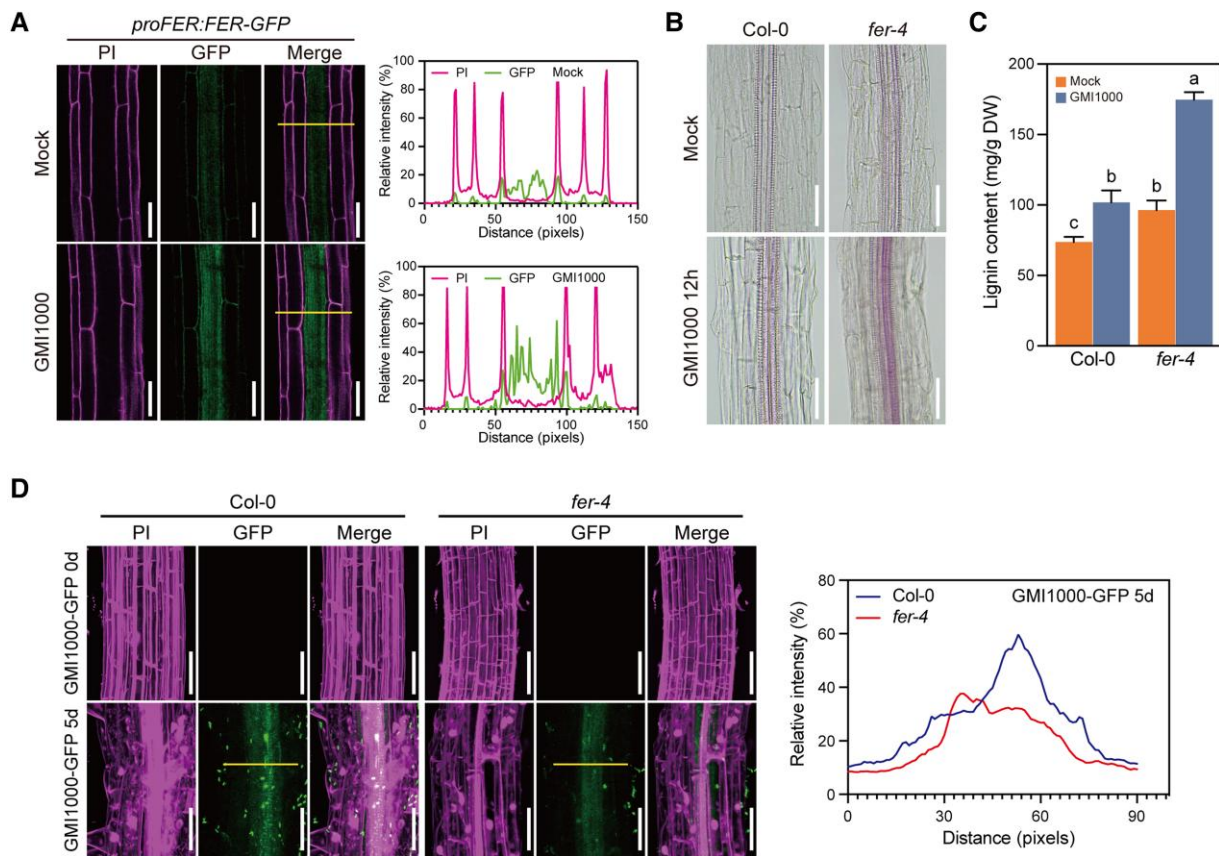 A
proFER:FER-GFP
PI GFP Merge
Mock
GMI1000
Relative intensity (%)
100
80
60
40
20
0
PI GFP Mock
0 50 100 150
Distance (pixels)
Relative intensity (%)
100
80
60
40
20
0
PI GFP GMI1000
0 50 100 150
Distance (pixels)
B
Col-0 fer-4
Mock
GMI1000 12h
C
Lignin content (mg/g DW)
200
150
100
50
0
Mock
GMI1000
c b b a
Col-0 fer-4
D
Col-0 fer-4
PI GFP Merge PI GFP Merge
GMI1000-GFP 0d
GMI1000-GFP 5d
Relative intensity (%)
80
60
40
20
0
Col-0 GMI1000-GFP 5d
fer-4
0 30 60 90
Distance (pixels)